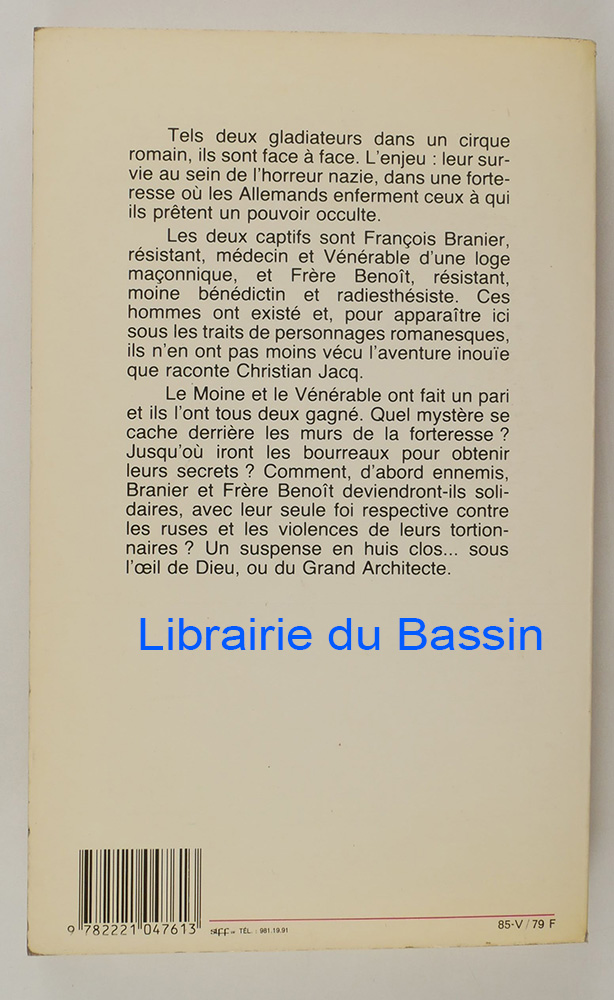 Tels deux gladiateurs dans un cirque
romain, ils sont face à face. L'enjeu : leur sur-
vie au sein de l'horreur nazie, dans une forte-
resse où les Allemands enferment ceux à qui
ils prêtent un pouvoir occulte.
Les deux captifs sont François Branier,
résistant, médecin et Vénérable d'une loge
maçonnique, et Frère Benoît, résistant,
moine bénédictin et radiesthésiste. Ces
hommes ont existé et, pour apparaître ici
sous les traits de personnages romanesques,
ils n'en ont pas moins vécu l'aventure inouïe
que raconte Christian Jacq.
Le Moine et le Vénérable ont fait un pari
et ils l'ont tous deux gagné. Quel mystère se
cache derrière les murs de la forteresse ?
Jusqu'où iront les bourreaux pour obtenir
leurs secrets ? Comment, d'abord ennemis,
Branier et Frère Benoît deviendront-ils soli-
daires, avec leur seule foi respective contre
les ruses et les violences de leurs tortion-
naires ? Un suspense en huis clos... sous
l'œil de Dieu, ou du Grand Architecte.
Librairie du Bassin
9 782221 047613
TÉL. : 981.19.91
85-V / 79 F